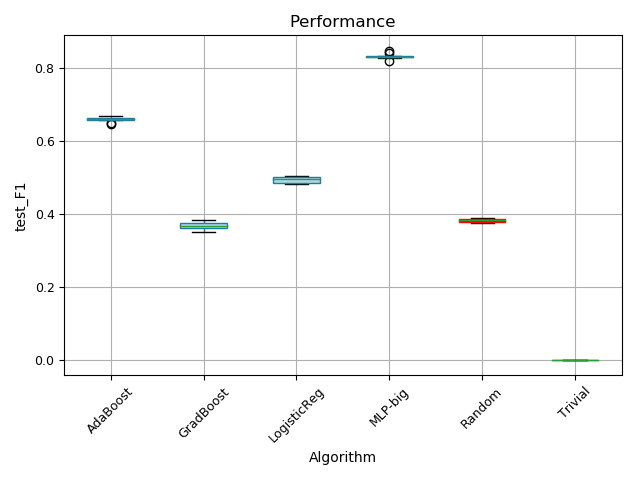 Performance
test_F1
0.8
0.6
0.4
0.2
0.0
AdaBoost
GradBoost
LogisticReg
MLP-big
Random
Trivial
Algorithm